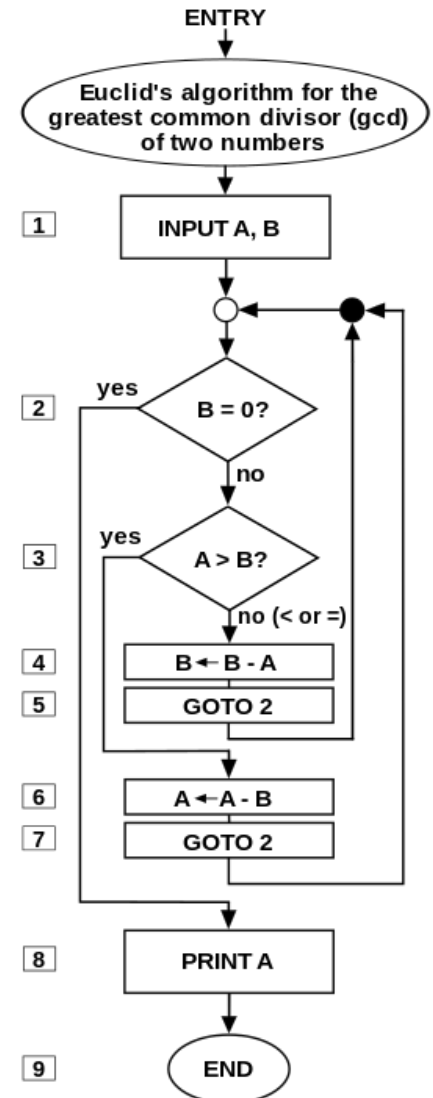 ENTRY
Euclid's algorithm for the
greatest common divisor (gcd)
of two numbers
1
INPUT A, B
yes
2
B = 0?
no
yes
3
A > B?
no (< or =)
4
B ← B - A
5
GOTO 2
6
A ← A - B
7
GOTO 2
8
PRINT A
9
END